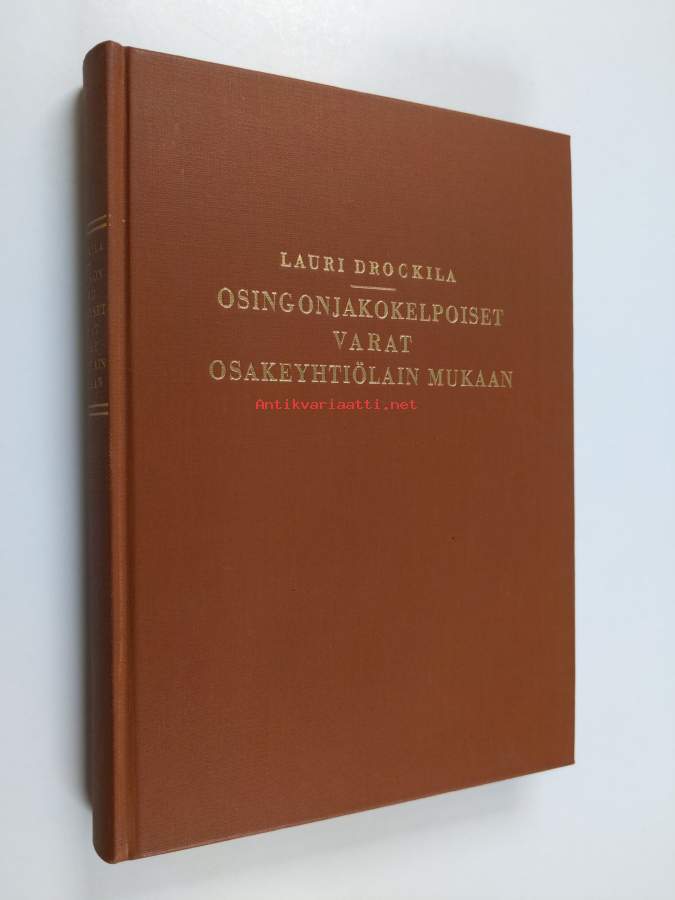 LAURI DROCKILA
OSINGONJAKOKELPOISET
VARAT
OSAKEYHTIÖLAIN MUKAAN
Antikvariaatti.net